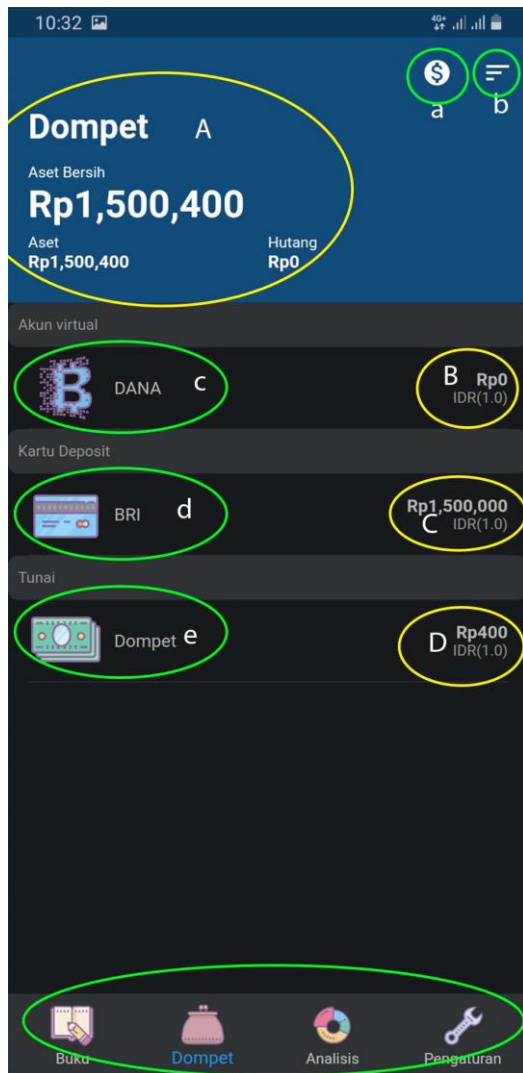 10:32 4G+
a b
Dompet A
Aset Bersih
Rp1,500,400
Aset Hutang
Rp1,500,400 Rp0
Akun virtual
DANA c B Rp0
IDR(1.0)
Kartu Deposit
BRI d Rp1,500,000
C IDR(1.0)
Tunai
Dompet e D Rp400
IDR(1.0)
Buku Dompet Analisis Pengaturan